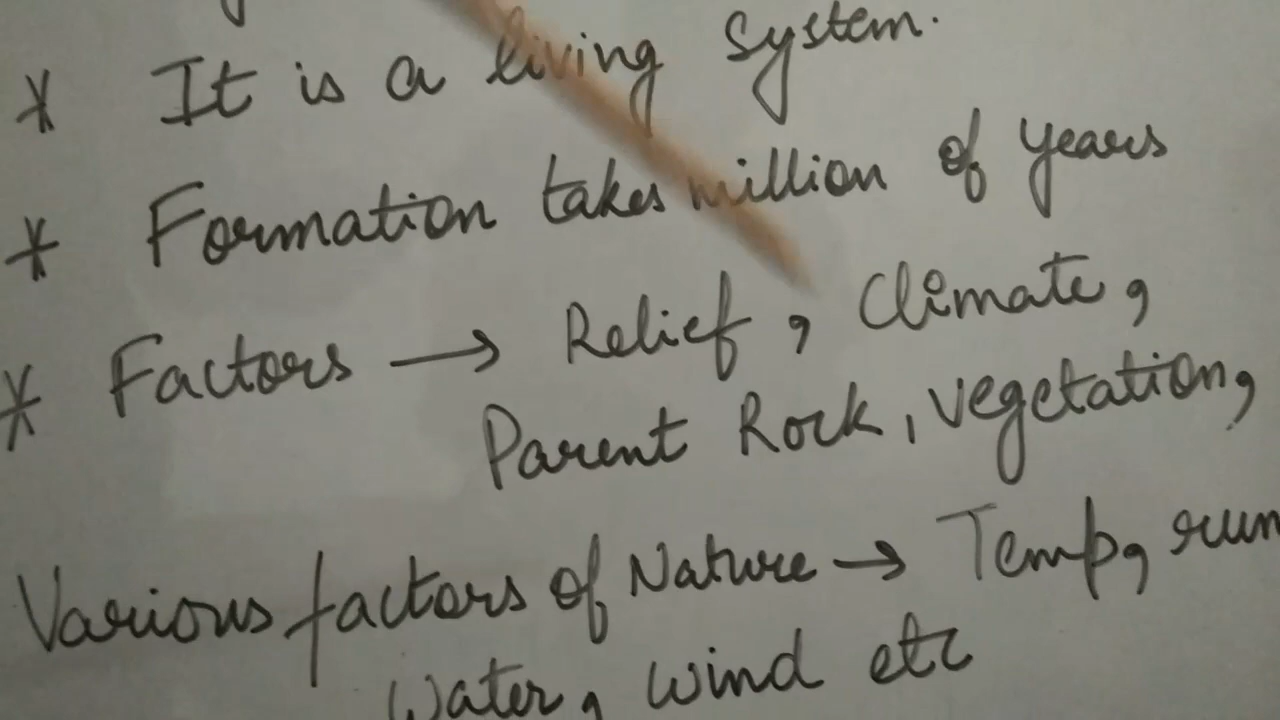 * It is a living system.
* Formation takes million of years
* Factors → Relief, Climate,
Parent Rock, vegetation,
Various factors of Nature → Temp, run
Water, wind etc